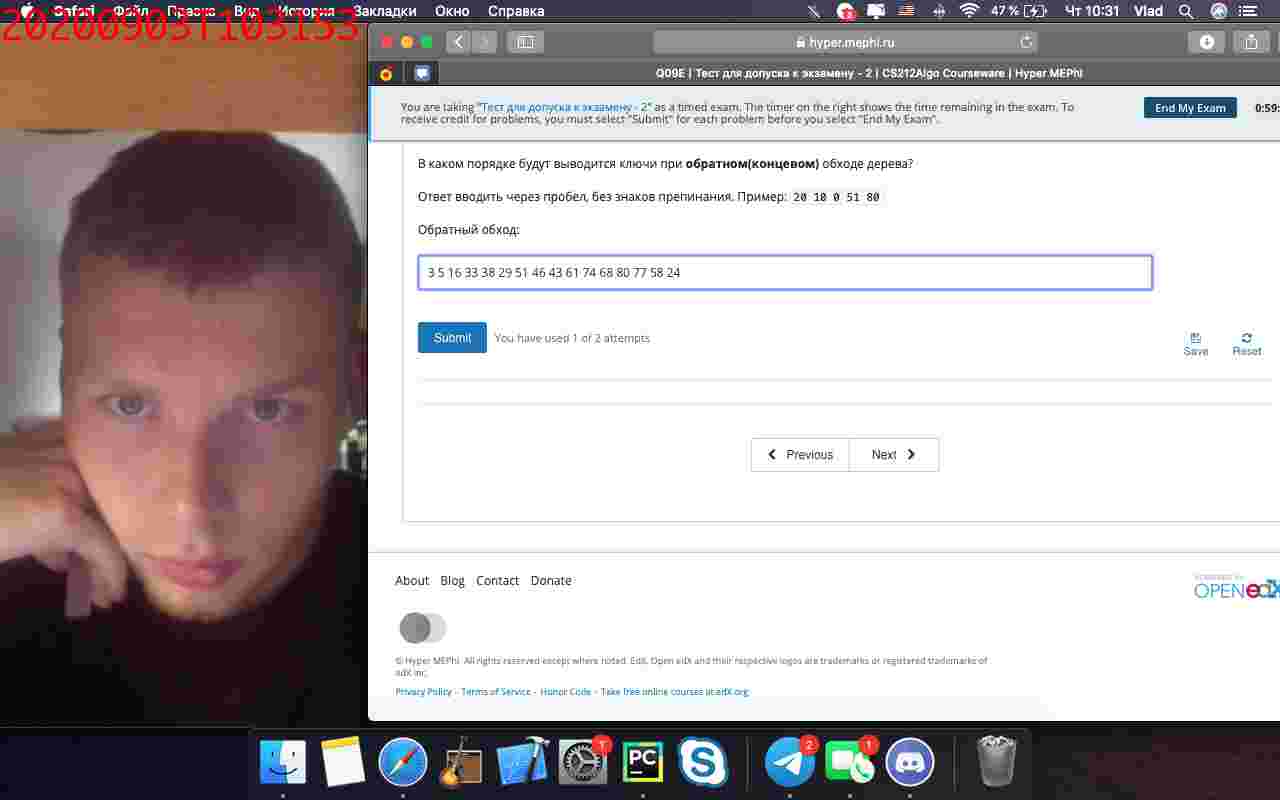 20200903T103153
Safari Файл Правка Вид История Закладки Окно Справка 47 % Чт 10:31 Vlad
hyper.mephi.ru
Q09E | Тест для допуска к экзамену - 2 | CS212Algo Courseware | Hyper MEPhI
You are taking "Тест для допуска к экзамену - 2" as a timed exam. The timer on the right shows the time remaining in the exam. To
receive credit for problems, you must select "Submit" for each problem before you select "End My Exam".
End My Exam
0:59:
В каком порядке будут выводится ключи при обратном(концевом) обходе дерева?
Ответ вводить через пробел, без знаков препинания. Пример: 20 10 0 51 80
Обратный обход:
3 5 16 33 38 29 51 46 43 61 74 68 80 77 58 24
Submit You have used 1 of 2 attempts
Save Reset
Previous Next
About Blog Contact Donate
POWERED BY
OPEN edX
© Hyper MEPhI. All rights reserved except where noted. EdX, Open edX and their respective logos are trademarks or registered trademarks of
edX Inc.
Privacy Policy - Terms of Service - Honor Code - Take free online courses at edX.org
1 PC 2 1